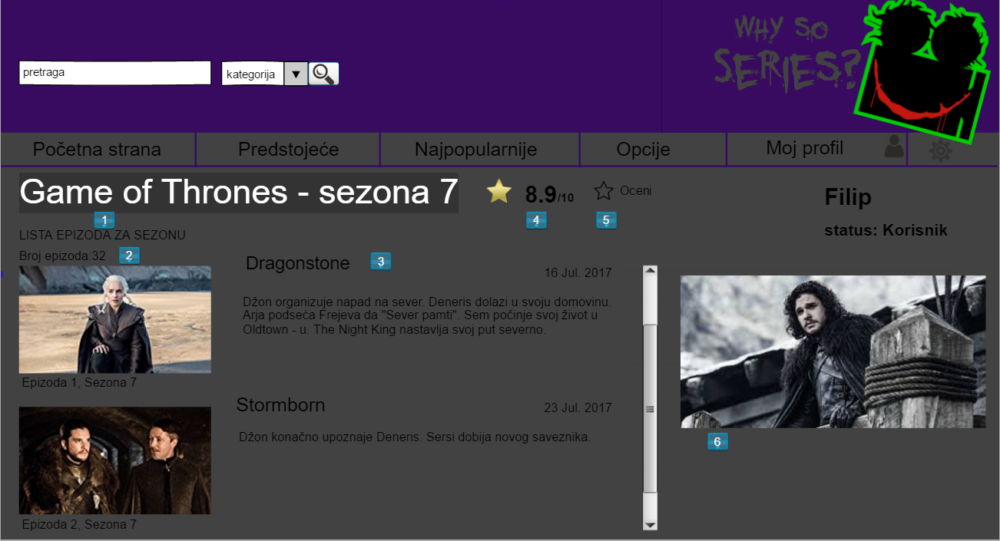 WHY SO
SERIES?
pretraga
kategorija
Početna strana
Predstojeće
Najpopularnije
Opcije
Moj profil
Game of Thrones - sezona 7
8.9/10
Oceni
Filip
1
4
5
status: Korisnik
LISTA EPIZODA ZA SEZONU
Broj epizoda:32
2
Dragonstone
3
16 Jul. 2017
Džon organizuje napad na sever. Deneris dolazi u svoju domovinu.
Arja podseća Frejeva da "Sever pamti". Sem počinje svoj život u
Oldtown - u. The Night King nastavlja svoj put severno.
Epizoda 1, Sezona 7
Stormborn
23 Jul. 2017
Džon konačno upoznaje Deneris. Sersi dobija novog saveznika.
6
Epizoda 2, Sezona 7